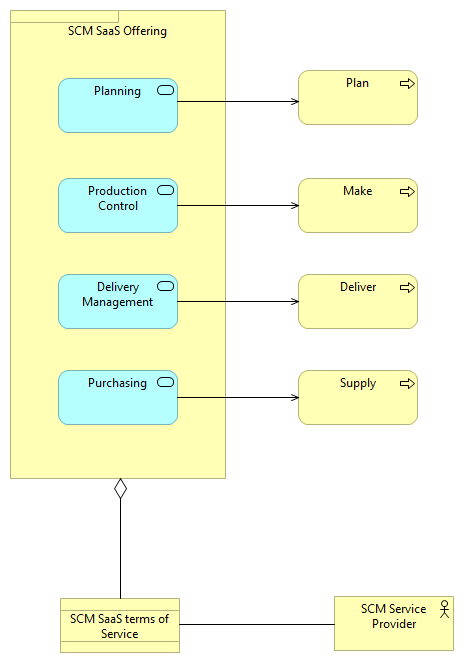 SCM SaaS Offering
Planning
Plan
Production
Control
Make
Delivery
Management
Deliver
Purchasing
Supply
SCM SaaS terms of
Service
SCM Service
Provider